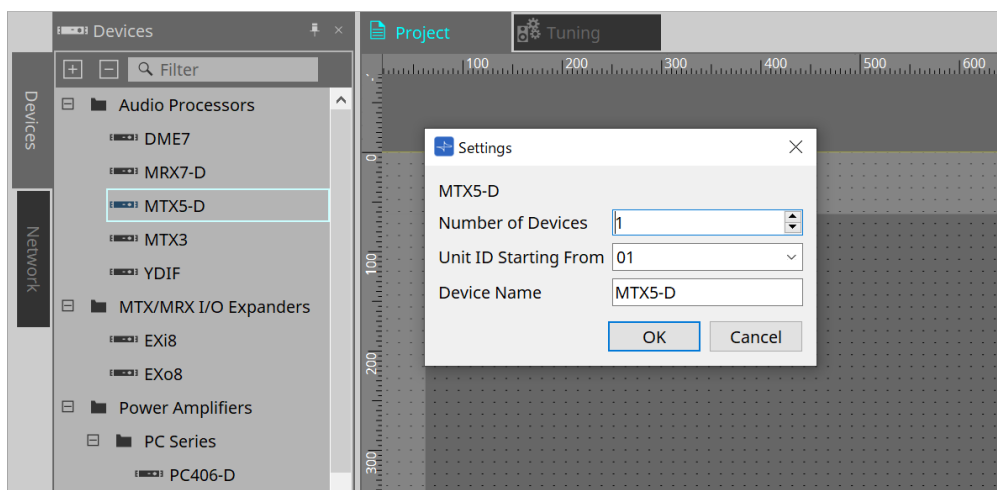 Devices
Project
Tuning
Filter
100 200 300 400 500 600
Devices
Network
Audio Processors
DME7
MRX7-D
MTX5-D
MTX3
YDIF
MTX/MRX I/O Expanders
EXi8
EXo8
Power Amplifiers
PC Series
PC406-D
0
100
200
300
Settings
MTX5-D
Number of Devices 1
Unit ID Starting From 01
Device Name MTX5-D
OK Cancel